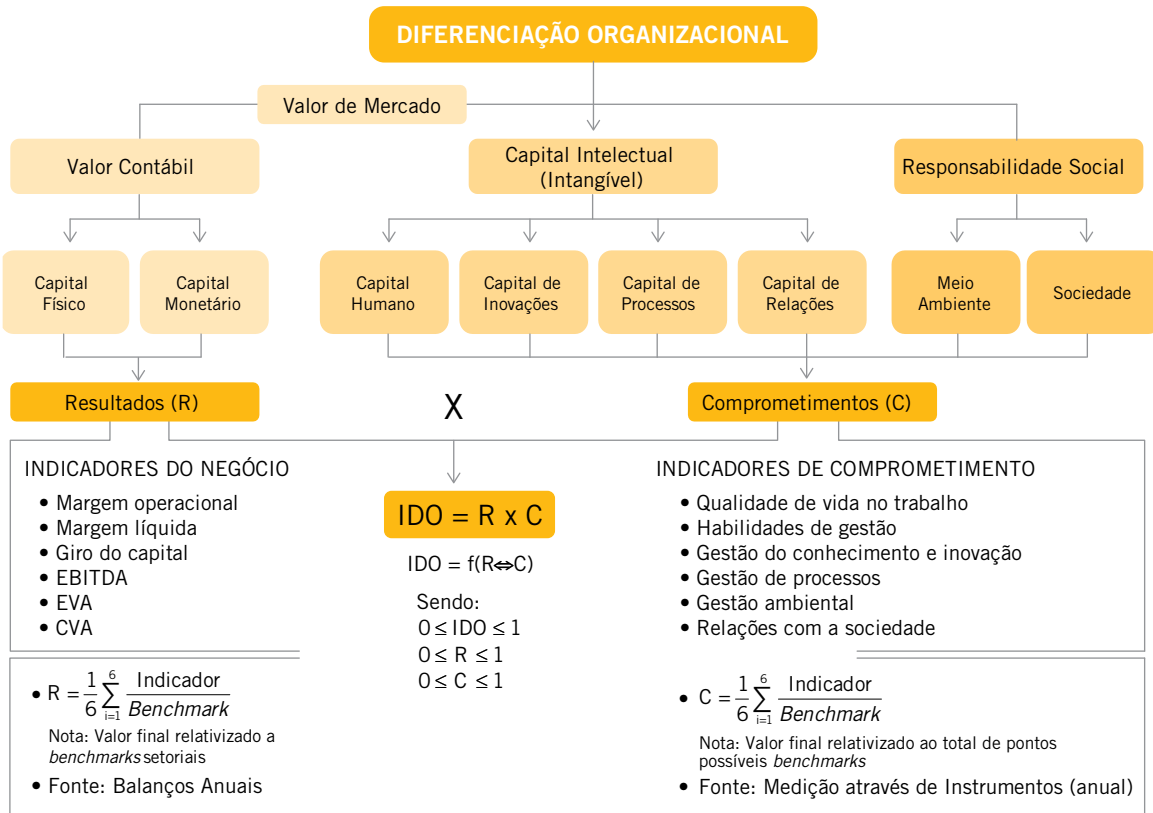 DIFERENCIAÇÃO ORGANIZACIONAL
Valor de Mercado
Valor Contábil
Capital Intelectual
(Intangível)
Responsabilidade Social
Capital
Físico
Capital
Monetário
Capital
Humano
Capital de
Inovações
Capital de
Processos
Capital de
Relações
Meio
Ambiente
Sociedade
Resultados (R)
X
Comprometimentos (C)
INDICADORES DO NEGÓCIO
• Margem operacional
• Margem líquida
• Giro do capital
• EBITDA
• EVA
• CVA
IDO = R x C
IDO = f(R⇔C)
Sendo:
0 ≤ IDO ≤ 1
0 ≤ R ≤ 1
0 ≤ C ≤ 1
INDICADORES DE COMPROMETIMENTO
• Qualidade de vida no trabalho
• Habilidades de gestão
• Gestão do conhecimento e inovação
• Gestão de processos
• Gestão ambiental
• Relações com a sociedade
• R = 1/6 ∑_{i=1}^{6} Indicador/Benchmark
Nota: Valor final relativizado a
benchmarks setoriais
• Fonte: Balanços Anuais
• C = 1/6 ∑_{i=1}^{6} Indicador/Benchmark
Nota: Valor final relativizado ao total de pontos
possíveis benchmarks
• Fonte: Medição através de Instrumentos (anual)